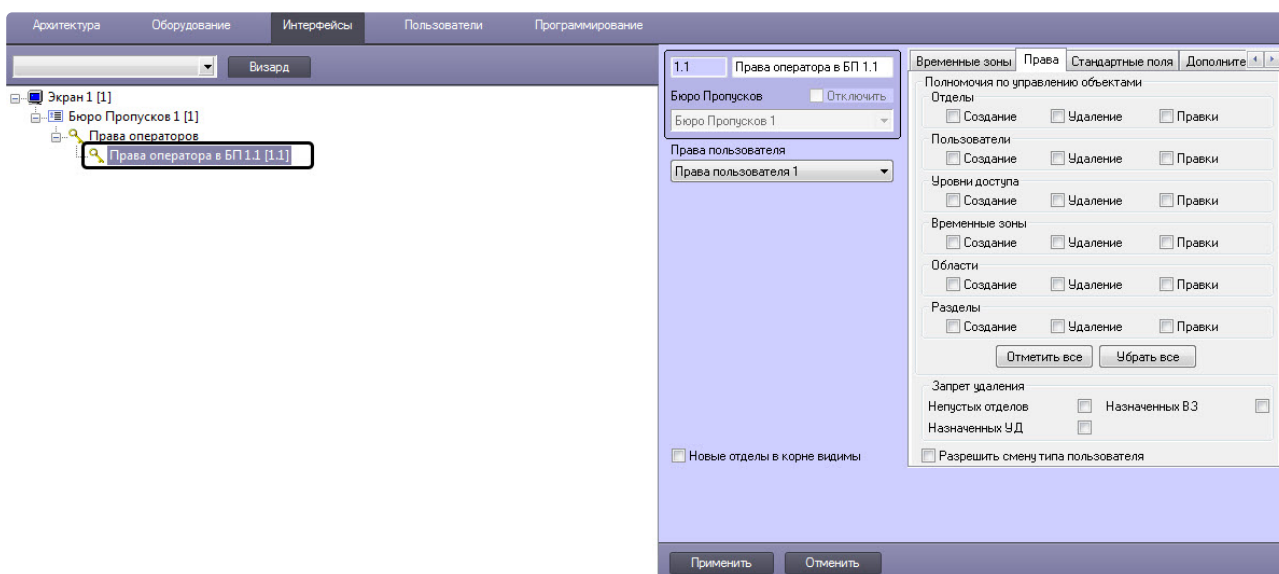 Архитектура Оборудование Интерфейсы Пользователи Программирование
Визард
Экран 1 [1]
Бюро Пропусков 1 [1]
Права операторов
Права оператора в БП 1.1 [1.1]
1.1 Права оператора в БП 1.1
Бюро Пропусков Отключить
Бюро Пропусков 1
Права пользователя
Права пользователя 1
Новые отделы в корне видимы
Временные зоны Права Стандартные поля Дополните
Полномочия по управлению объектами
Отделы
Создание Удаление Правки
Пользователи
Создание Удаление Правки
Уровни доступа
Создание Удаление Правки
Временные зоны
Создание Удаление Правки
Области
Создание Удаление Правки
Разделы
Создание Удаление Правки
Отметить все Убрать все
Запрет удаления
Непустых отделов Назначенных ВЗ
Назначенных УД
Разрешить смену типа пользователя
Применить Отменить